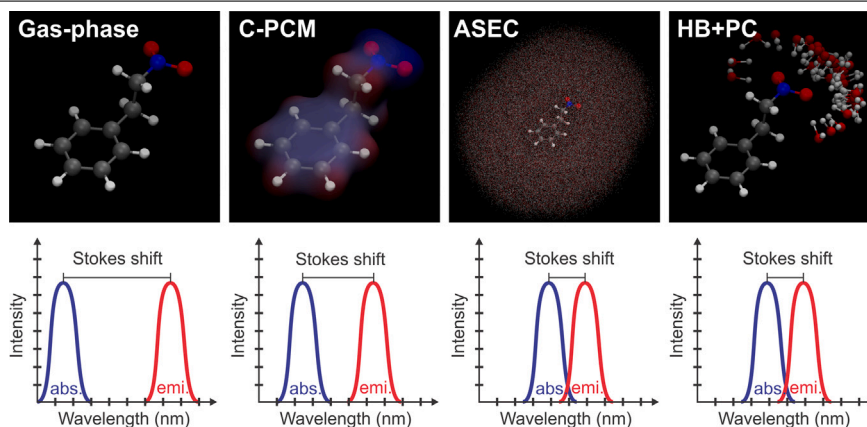 Gas-phase
C-PCM
ASEC
HB+PC
Stokes shift
Stokes shift
Stokes shift
Stokes shift
Intensity
Intensity
Intensity
Intensity
abs.
emi.
abs.
emi.
abs.
emi.
abs.
emi.
Wavelength (nm)
Wavelength (nm)
Wavelength (nm)
Wavelength (nm)